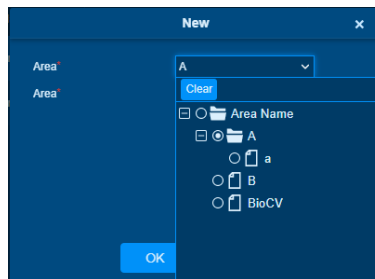 New ×
Area* A
Area* Clear
Area Name
A
a
B
BioCV
OK